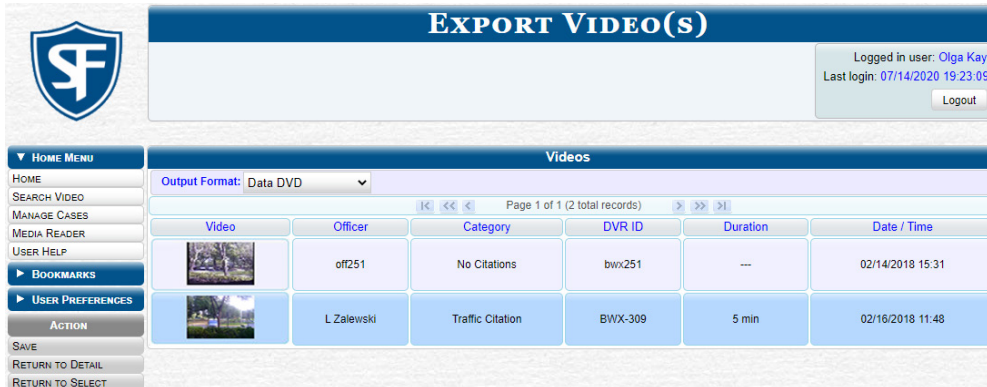 EXPORT VIDEO(S)
SF
Logged in user: Olga Kay
Last login: 07/14/2020 19:23:09
Logout
▼ HOME MENU
HOME
SEARCH VIDEO
MANAGE CASES
MEDIA READER
USER HELP
► BOOKMARKS
► USER PREFERENCES
ACTION
SAVE
RETURN TO DETAIL
RETURN TO SELECT
Videos
Output Format: Data DVD
|< << < Page 1 of 1 (2 total records) > >> >|
Video Officer Category DVR ID Duration Date / Time
off251 No Citations bwx251 --- 02/14/2018 15:31
L Zalewski Traffic Citation BWX-309 5 min 02/16/2018 11:48